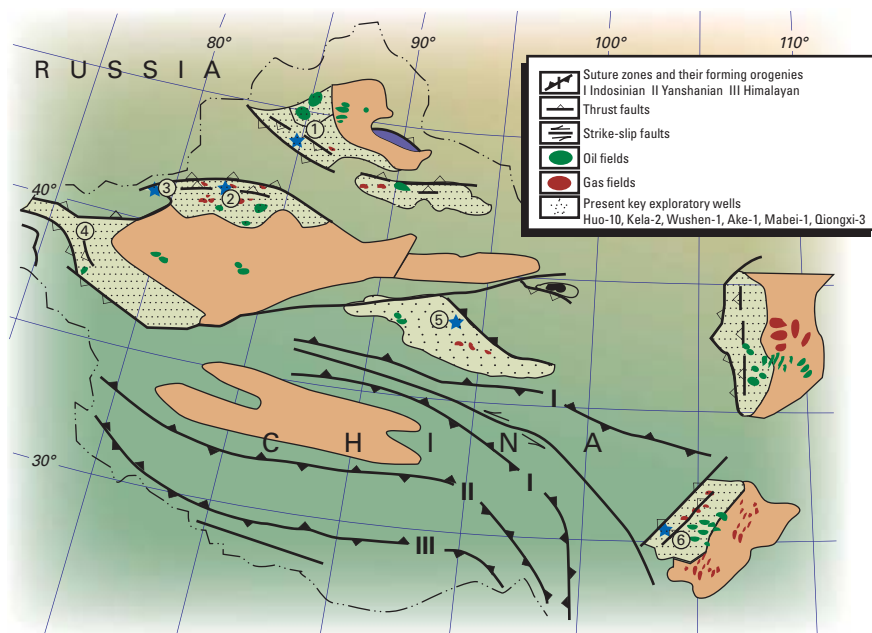 80°
90°
100°
110°
RUSSIA
Suture zones and their forming orogenies
I Indosinian II Yanshanian III Himalayan
Thrust faults
Strike-slip faults
Oil fields
Gas fields
Present key exploratory wells
Huo-10, Kela-2, Wushen-1, Ake-1, Mabei-1, Qiongxi-3
1
40°
3
2
4
5
I
CHINA
30°
I
II
III
6